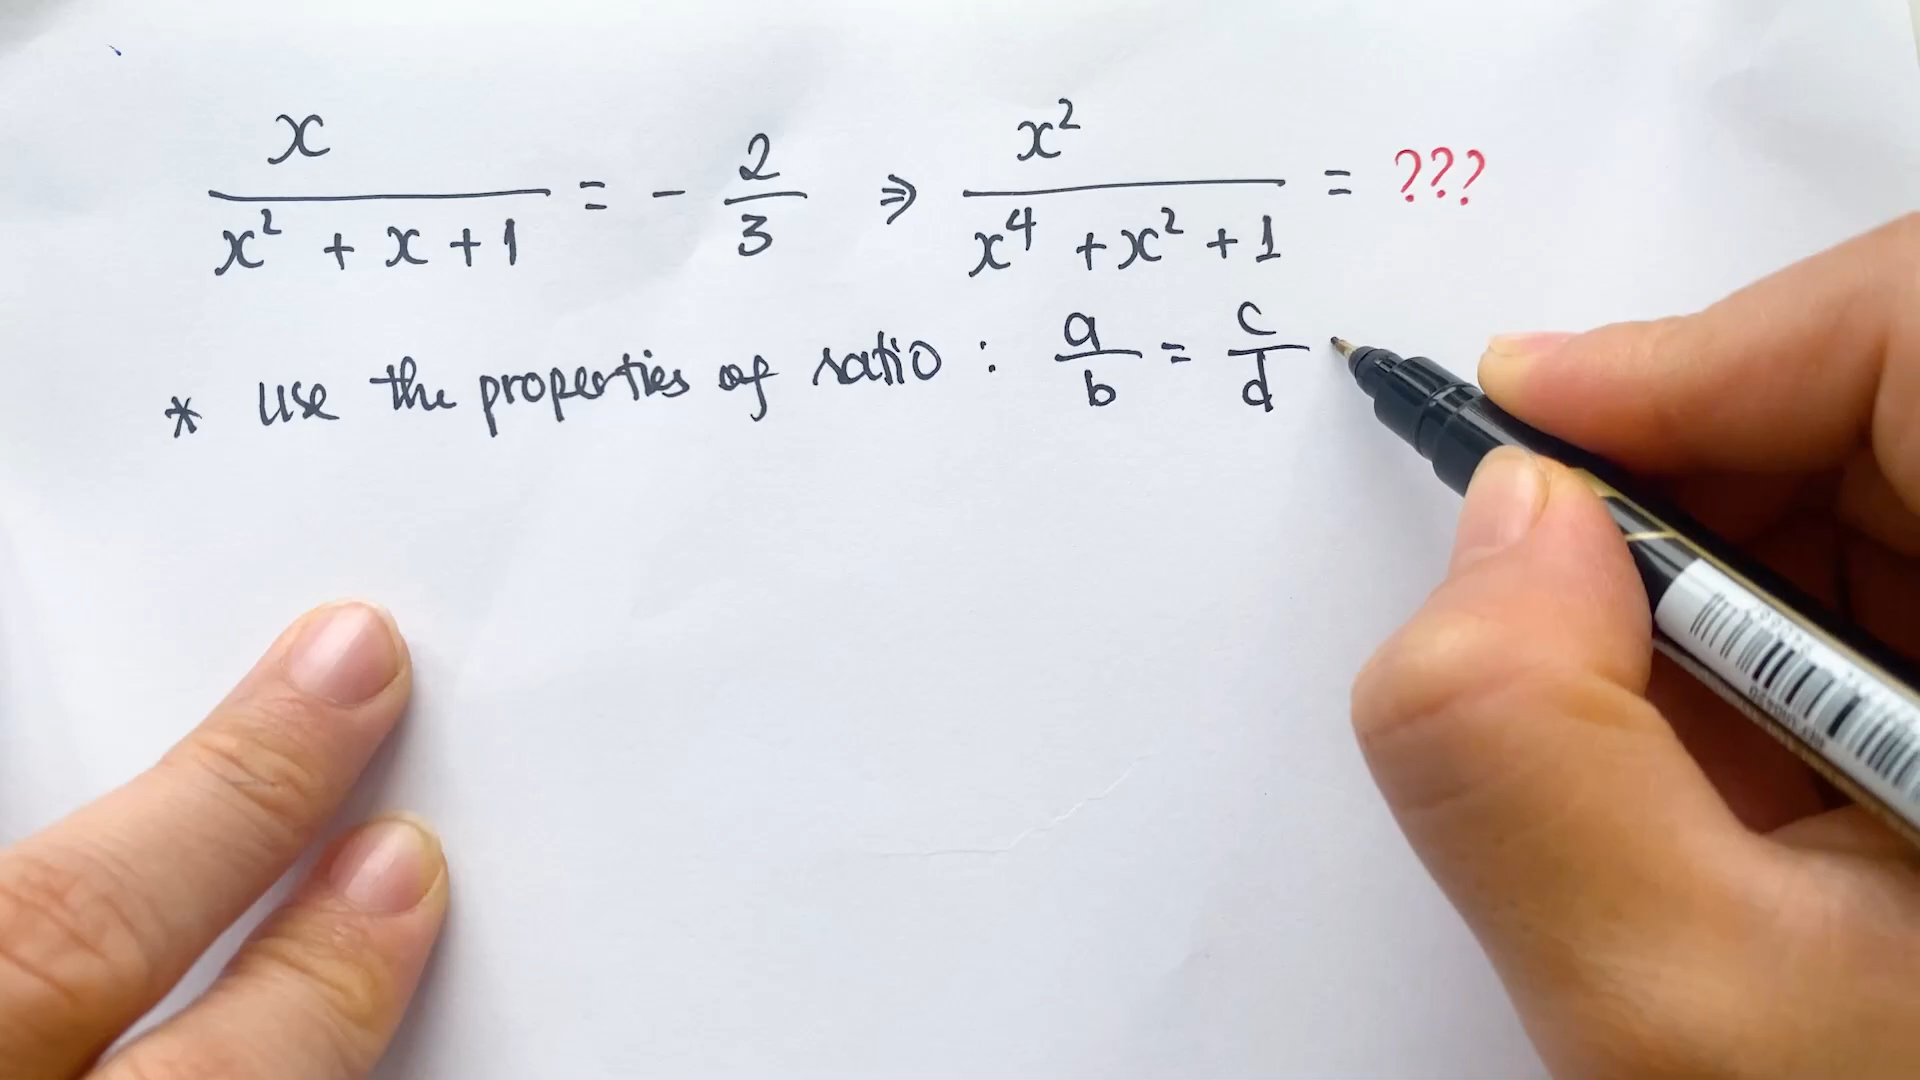 x / (x² + x + 1) = - 2/3 ⇒ x² / (x⁴ + x² + 1) = ???
* use the properties of ratio : a/b = c/d